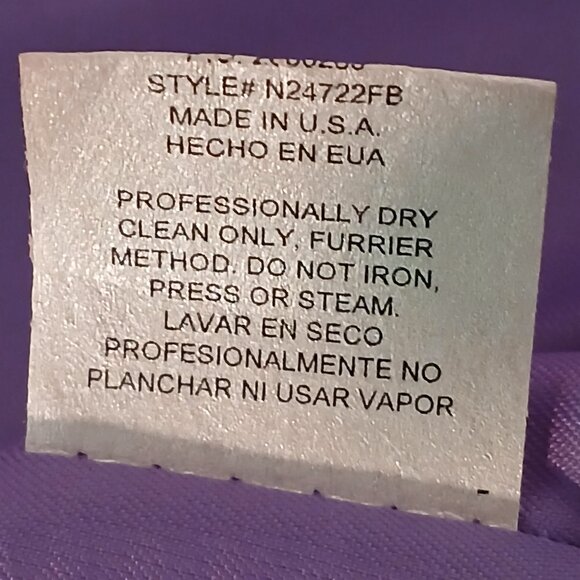 STYLE# N24722FB
MADE IN U.S.A.
HECHO EN EUA
PROFESSIONALLY DRY
CLEAN ONLY, FURRIER
METHOD. DO NOT IRON,
PRESS OR STEAM.
LAVAR EN SECO
PROFESIONALMENTE NO
PLANCHAR NI USAR VAPOR